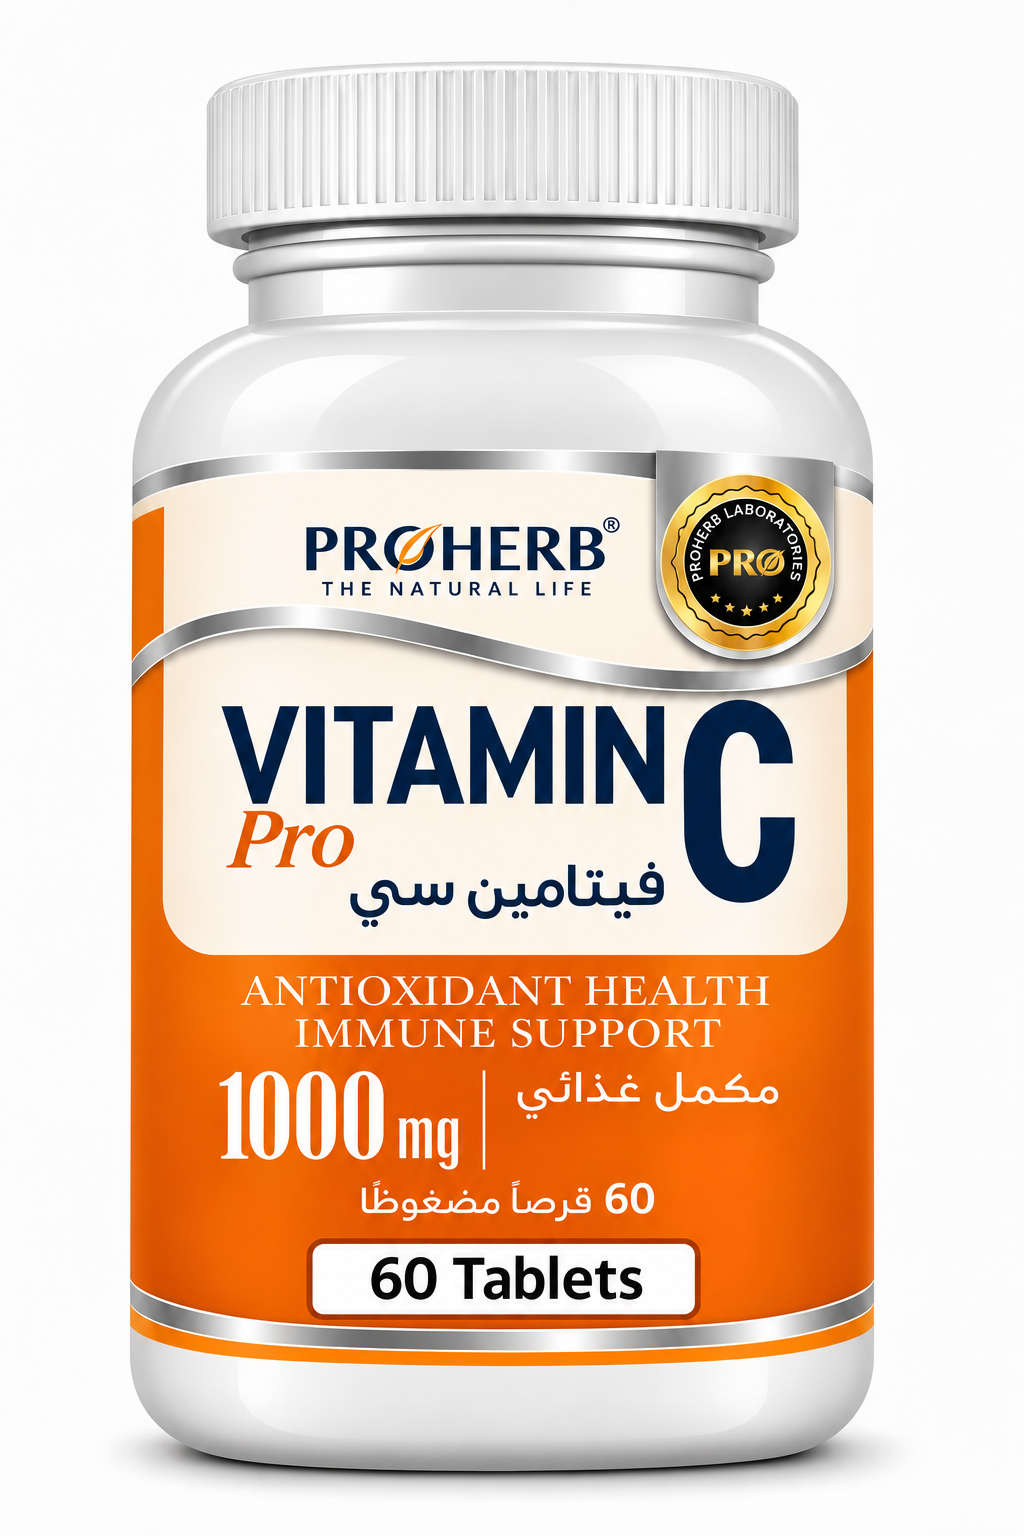 PROHERB®
THE NATURAL LIFE
PROHERB LABORATORIES
PRO
VITAMIN C
Pro
فيتامين سي
ANTIOXIDANT HEALTH
IMMUNE SUPPORT
1000 mg
مكمل غذائي
60 قرصاً مضغوظًا
60 Tablets